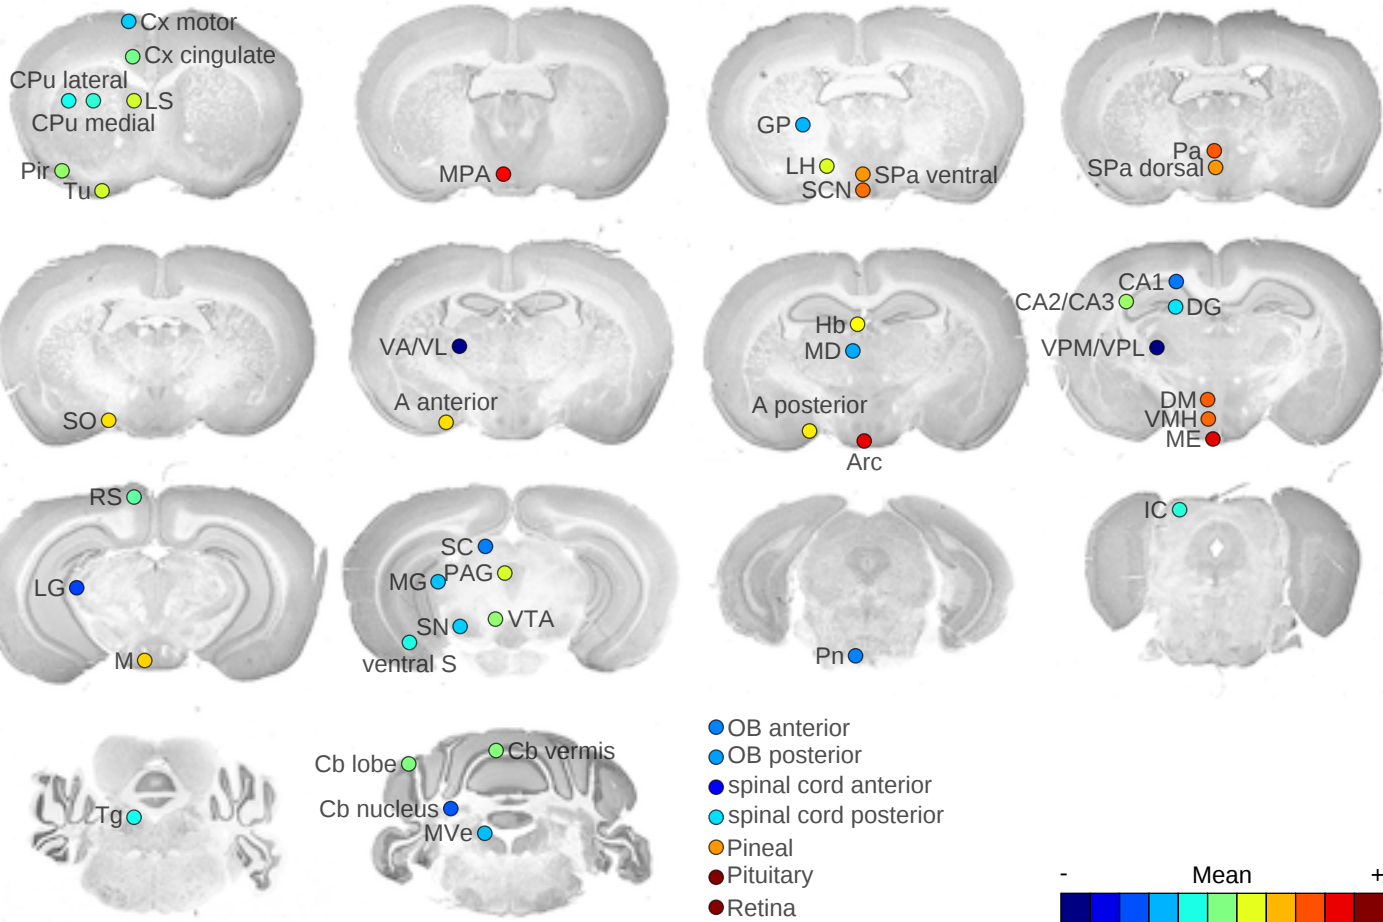 Cx motor
Cx cingulate
CPu lateral
LS
CPu medial
Pir
Tu
MPA
GP
LH
SPa ventral
SCN
Pa
SPa dorsal
SO
VA/VL
A anterior
Hb
MD
A posterior
Arc
CA1
CA2/CA3
DG
VPM/VPL
DM
VMH
ME
RS
LG
M
SC
MG
PAG
SN
VTA
ventral S
Pn
IC
Tg
Cb lobe
Cb vermis
Cb nucleus
MVe
OB anterior
OB posterior
spinal cord anterior
spinal cord posterior
Pineal
Pituitary
Retina
- Mean +